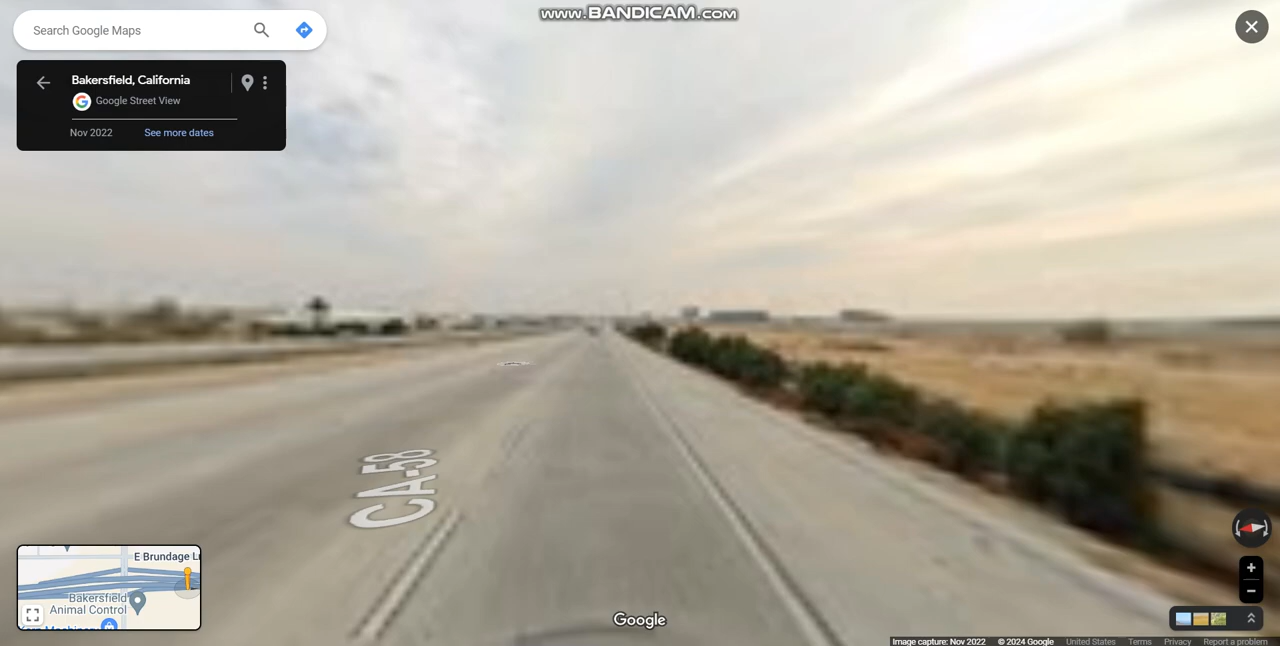 www.BANDICAM.com
Search Google Maps
Bakersfield, California
Google Street View
Nov 2022
See more dates
CA-58
E Brundage Ln
Bakersfield
Animal Control
Google
Image capture: Nov 2022
© 2024 Google
United States
Terms
Privacy
Report a problem